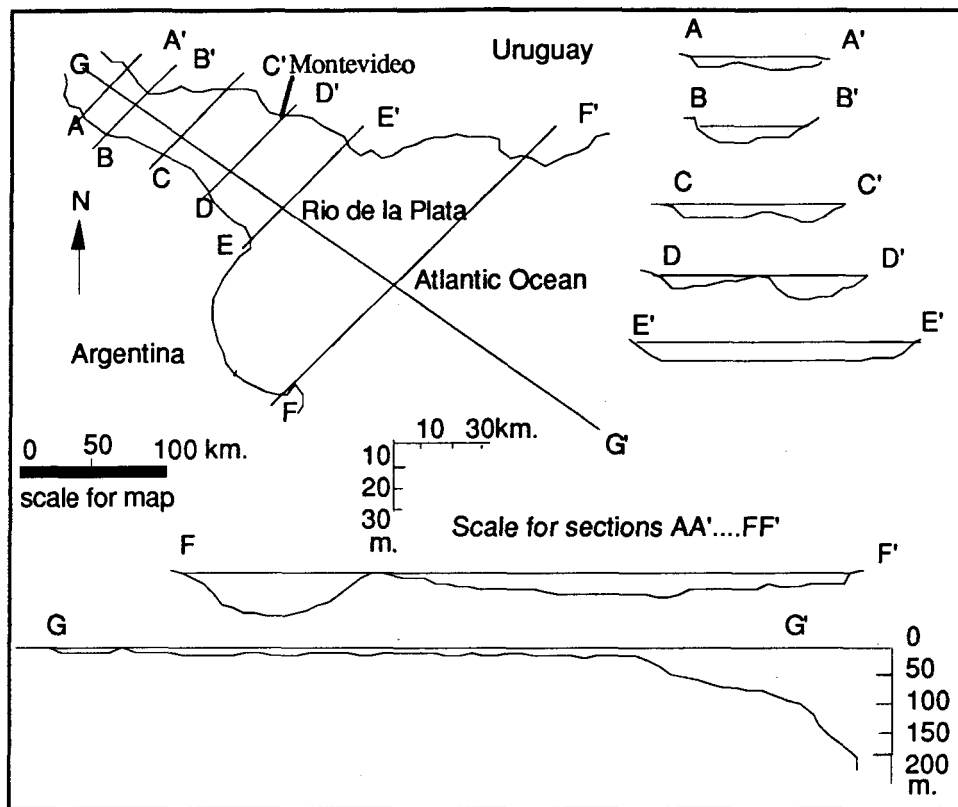 A'
B'
G
C'
Montevideo
D'
Uruguay
E'
F'
A
B
C
D
E
N
Rio de la Plata
Atlantic Ocean
Argentina
F
G'
A
A'
B
B'
C
C'
D
D'
E'
E'
0 50 100 km.
scale for map
10 30km.
10
20
30
m.
Scale for sections AA'....FF'
F
F'
G
G'
0
50
100
150
200
m.